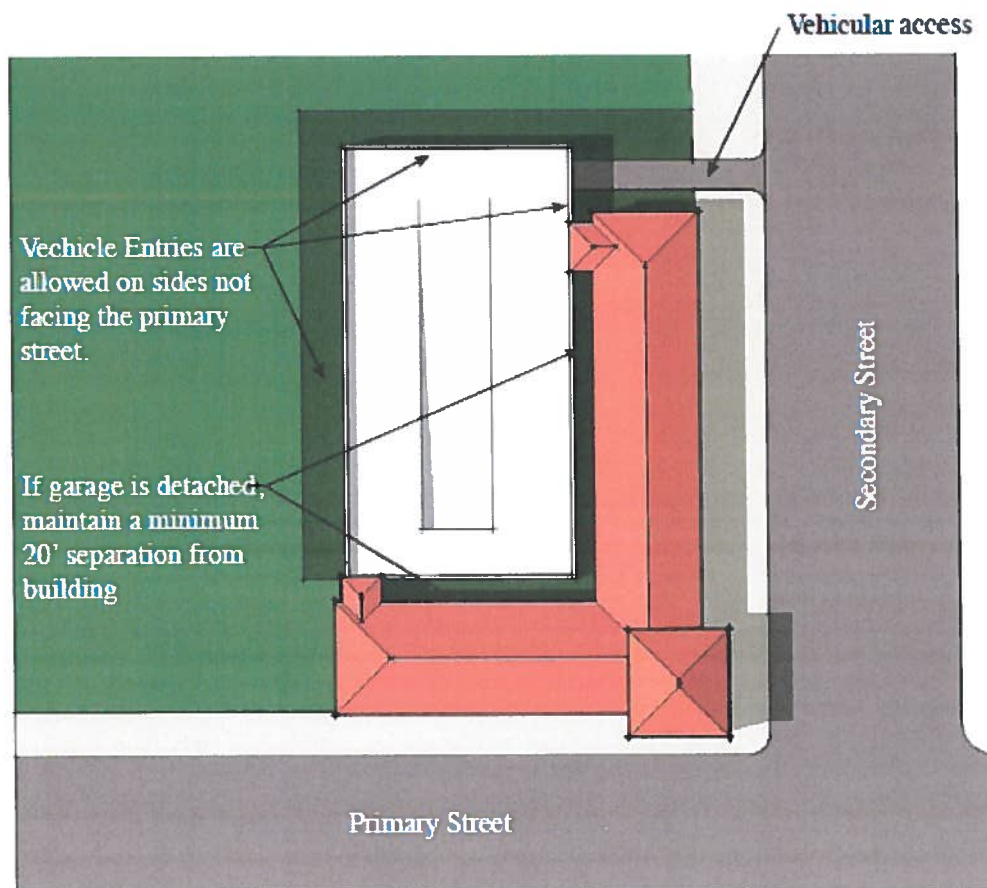 Vehicular access
Vechicle Entries are
allowed on sides not
facing the primary
street.
Secondary Street
If garage is detached,
maintain a minimum
20' separation from
building
Primary Street